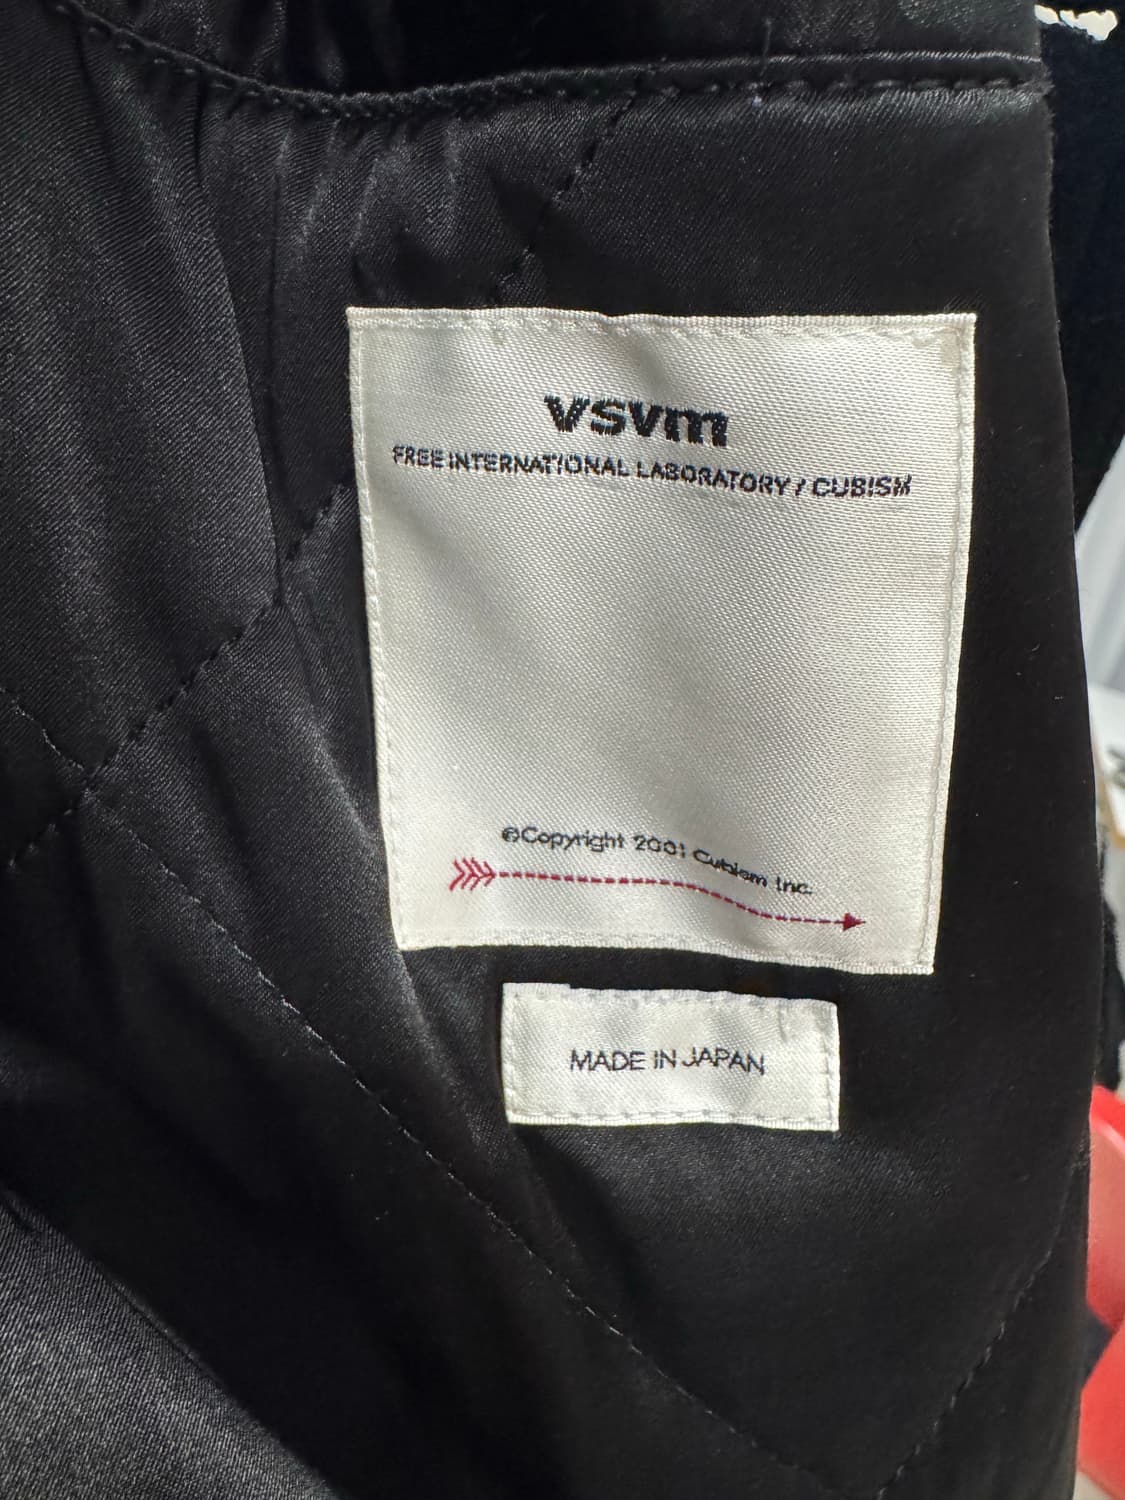 vsvm
FREE INTERNATIONAL LABORATORY / CUBISM
©Copyright 2001 Cubism Inc.
MADE IN JAPAN